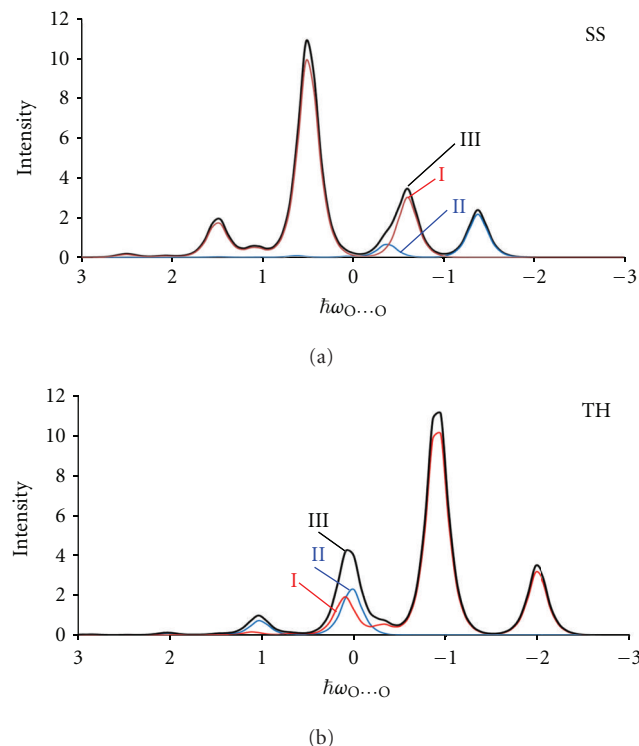 SS
12
10
8
6
4
2
0
Intensity
III
I
II
3 2 1 0 −1 −2 −3
ℏωO…O
(a)
TH
12
10
8
6
4
2
0
Intensity
III
II
I
3 2 1 0 −1 −2 −3
ℏωO…O
(b)